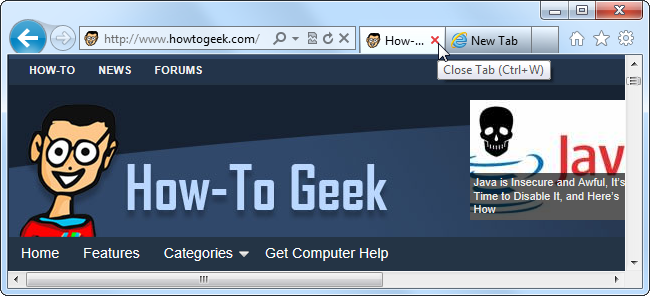 http://www.howtogeek.com/
How-...
New Tab
Close Tab (Ctrl+W)
HOW-TO NEWS FORUMS
How-To Geek
Java
Java is Insecure and Awful, It's
Time to Disable It, and Here's
How
Home Features Categories Get Computer Help